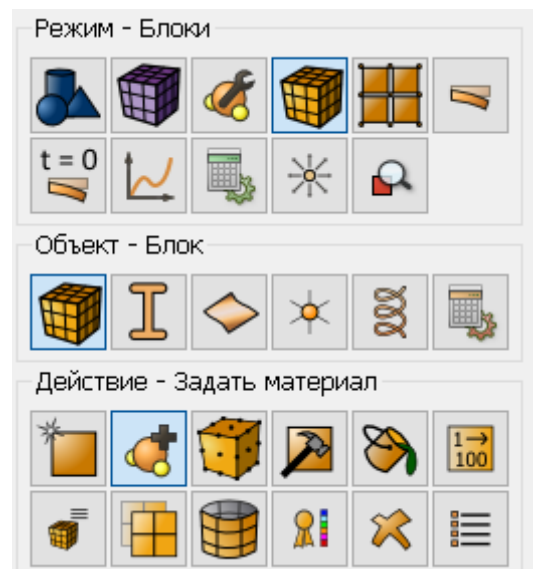 Режим - Блоки
t = 0
Объект - Блок
Действие - Задать материал
1→
100